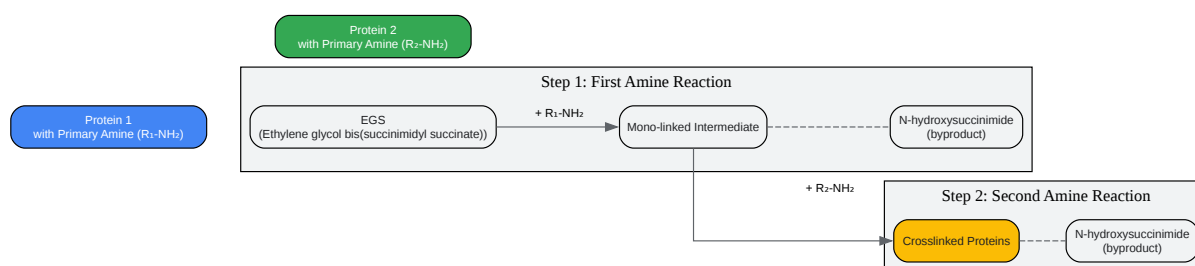 Protein 2
with Primary Amine (R₂-NH₂)
Step 1: First Amine Reaction
Protein 1
with Primary Amine (R₁-NH₂)
EGS
(Ethylene glycol bis(succinimidyl succinate))
+ R₁-NH₂
Mono-linked Intermediate
N-hydroxysuccinimide
(byproduct)
+ R₂-NH₂
Step 2: Second Amine Reaction
Crosslinked Proteins
N-hydroxysuccinimide
(byproduct)